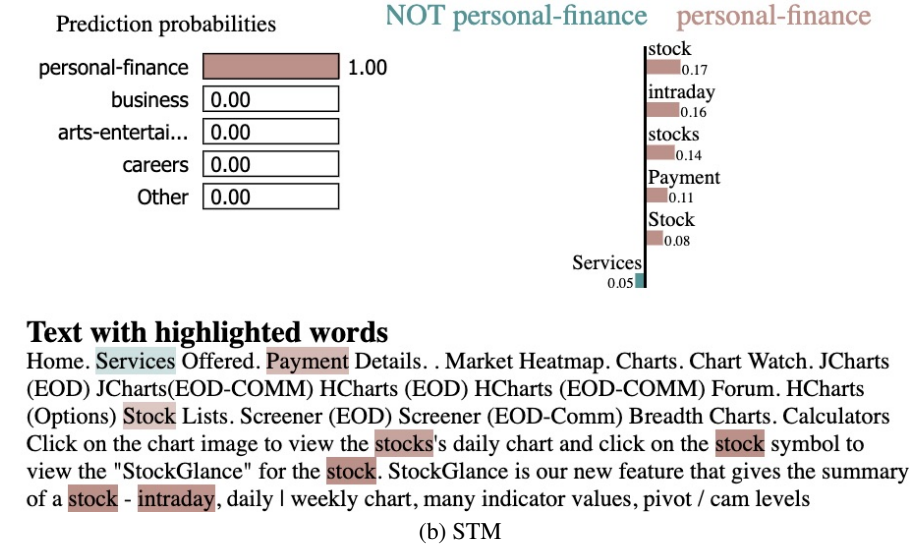 Prediction probabilities
personal-finance 1.00
business 0.00
arts-entertai... 0.00
careers 0.00
Other 0.00
NOT personal-finance personal-finance
stock
0.17
intraday
0.16
stocks
0.14
Payment
0.11
Stock
0.08
Services
0.05
Text with highlighted words
Home. Services Offered. Payment Details. . Market Heatmap. Charts. Chart Watch. JCharts
(EOD) JCharts(EOD-COMM) HCharts (EOD) HCharts (EOD-COMM) Forum. HCharts
(Options) Stock Lists. Screener (EOD) Screener (EOD-Comm) Breadth Charts. Calculators
Click on the chart image to view the stocks's daily chart and click on the stock symbol to
view the "StockGlance" for the stock. StockGlance is our new feature that gives the summary
of a stock - intraday, daily | weekly chart, many indicator values, pivot / cam levels
(b) STM